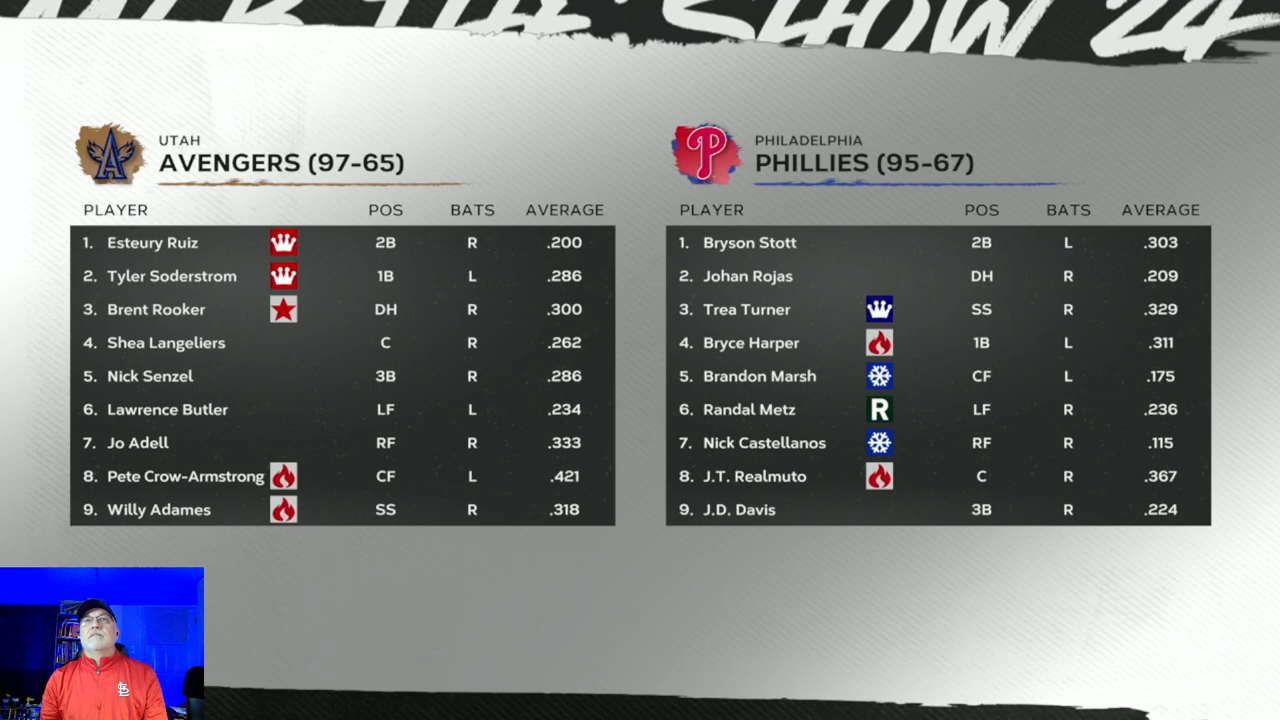 MLB THE SHOW 24
UTAH
AVENGERS (97-65)
PLAYER POS BATS AVERAGE
1. Esteury Ruiz 2B R .200
2. Tyler Soderstrom 1B L .286
3. Brent Rooker DH R .300
4. Shea Langeliers C R .262
5. Nick Senzel 3B R .286
6. Lawrence Butler LF L .234
7. Jo Adell RF R .333
8. Pete Crow-Armstrong CF L .421
9. Willy Adames SS R .318
P
PHILADELPHIA
PHILLIES (95-67)
PLAYER POS BATS AVERAGE
1. Bryson Stott 2B L .303
2. Johan Rojas DH R .209
3. Trea Turner SS R .329
4. Bryce Harper 1B L .311
5. Brandon Marsh CF L .175
6. Randal Metz R LF R .236
7. Nick Castellanos RF R .115
8. J.T. Realmuto C R .367
9. J.D. Davis 3B R .224
A
STL